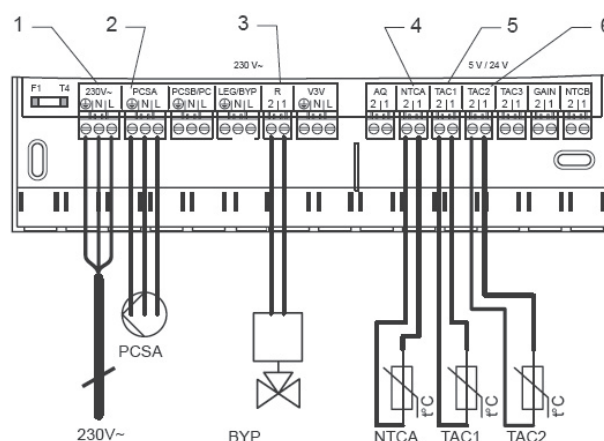 1 2 3 4 5 6
230 V~ 5 V / 24 V
F1 T4 230V~ PCSA PCSB/PC LEG/BYP R V3V AQ NTCA TAC1 TAC2 TAC3 GAIN NTCB
N L N L N L N L 2 1 N L 2 1 2 1 2 1 2 1 2 1 2 1 2 1
PCSA
t°C t°C t°C
230V~ BYP NTCA TAC1 TAC2